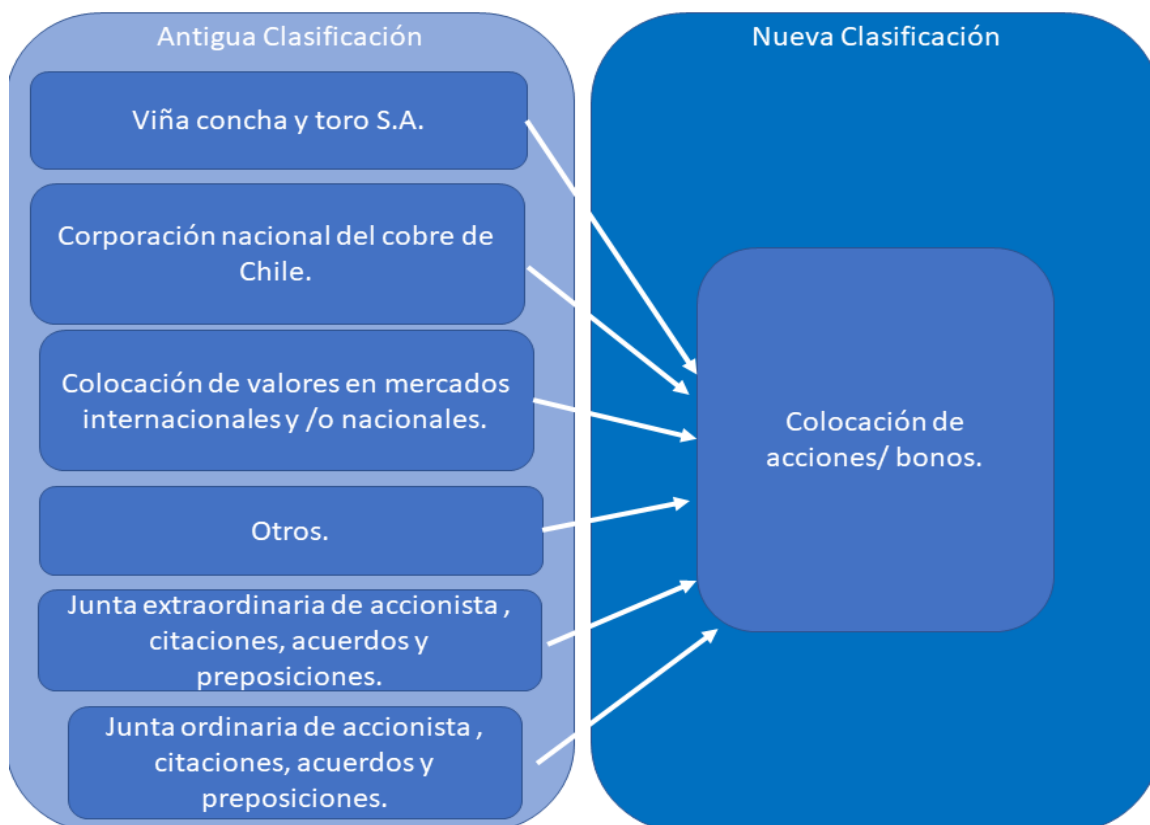 Antigua Clasificación
Viña concha y toro S.A.
Corporación nacional del cobre de
Chile.
Colocación de valores en mercados
internacionales y /o nacionales.
Otros.
Junta extraordinaria de accionista ,
citaciones, acuerdos y
preposiciones.
Junta ordinaria de accionista ,
citaciones, acuerdos y
preposiciones.
Nueva Clasificación
Colocación de
acciones/ bonos.